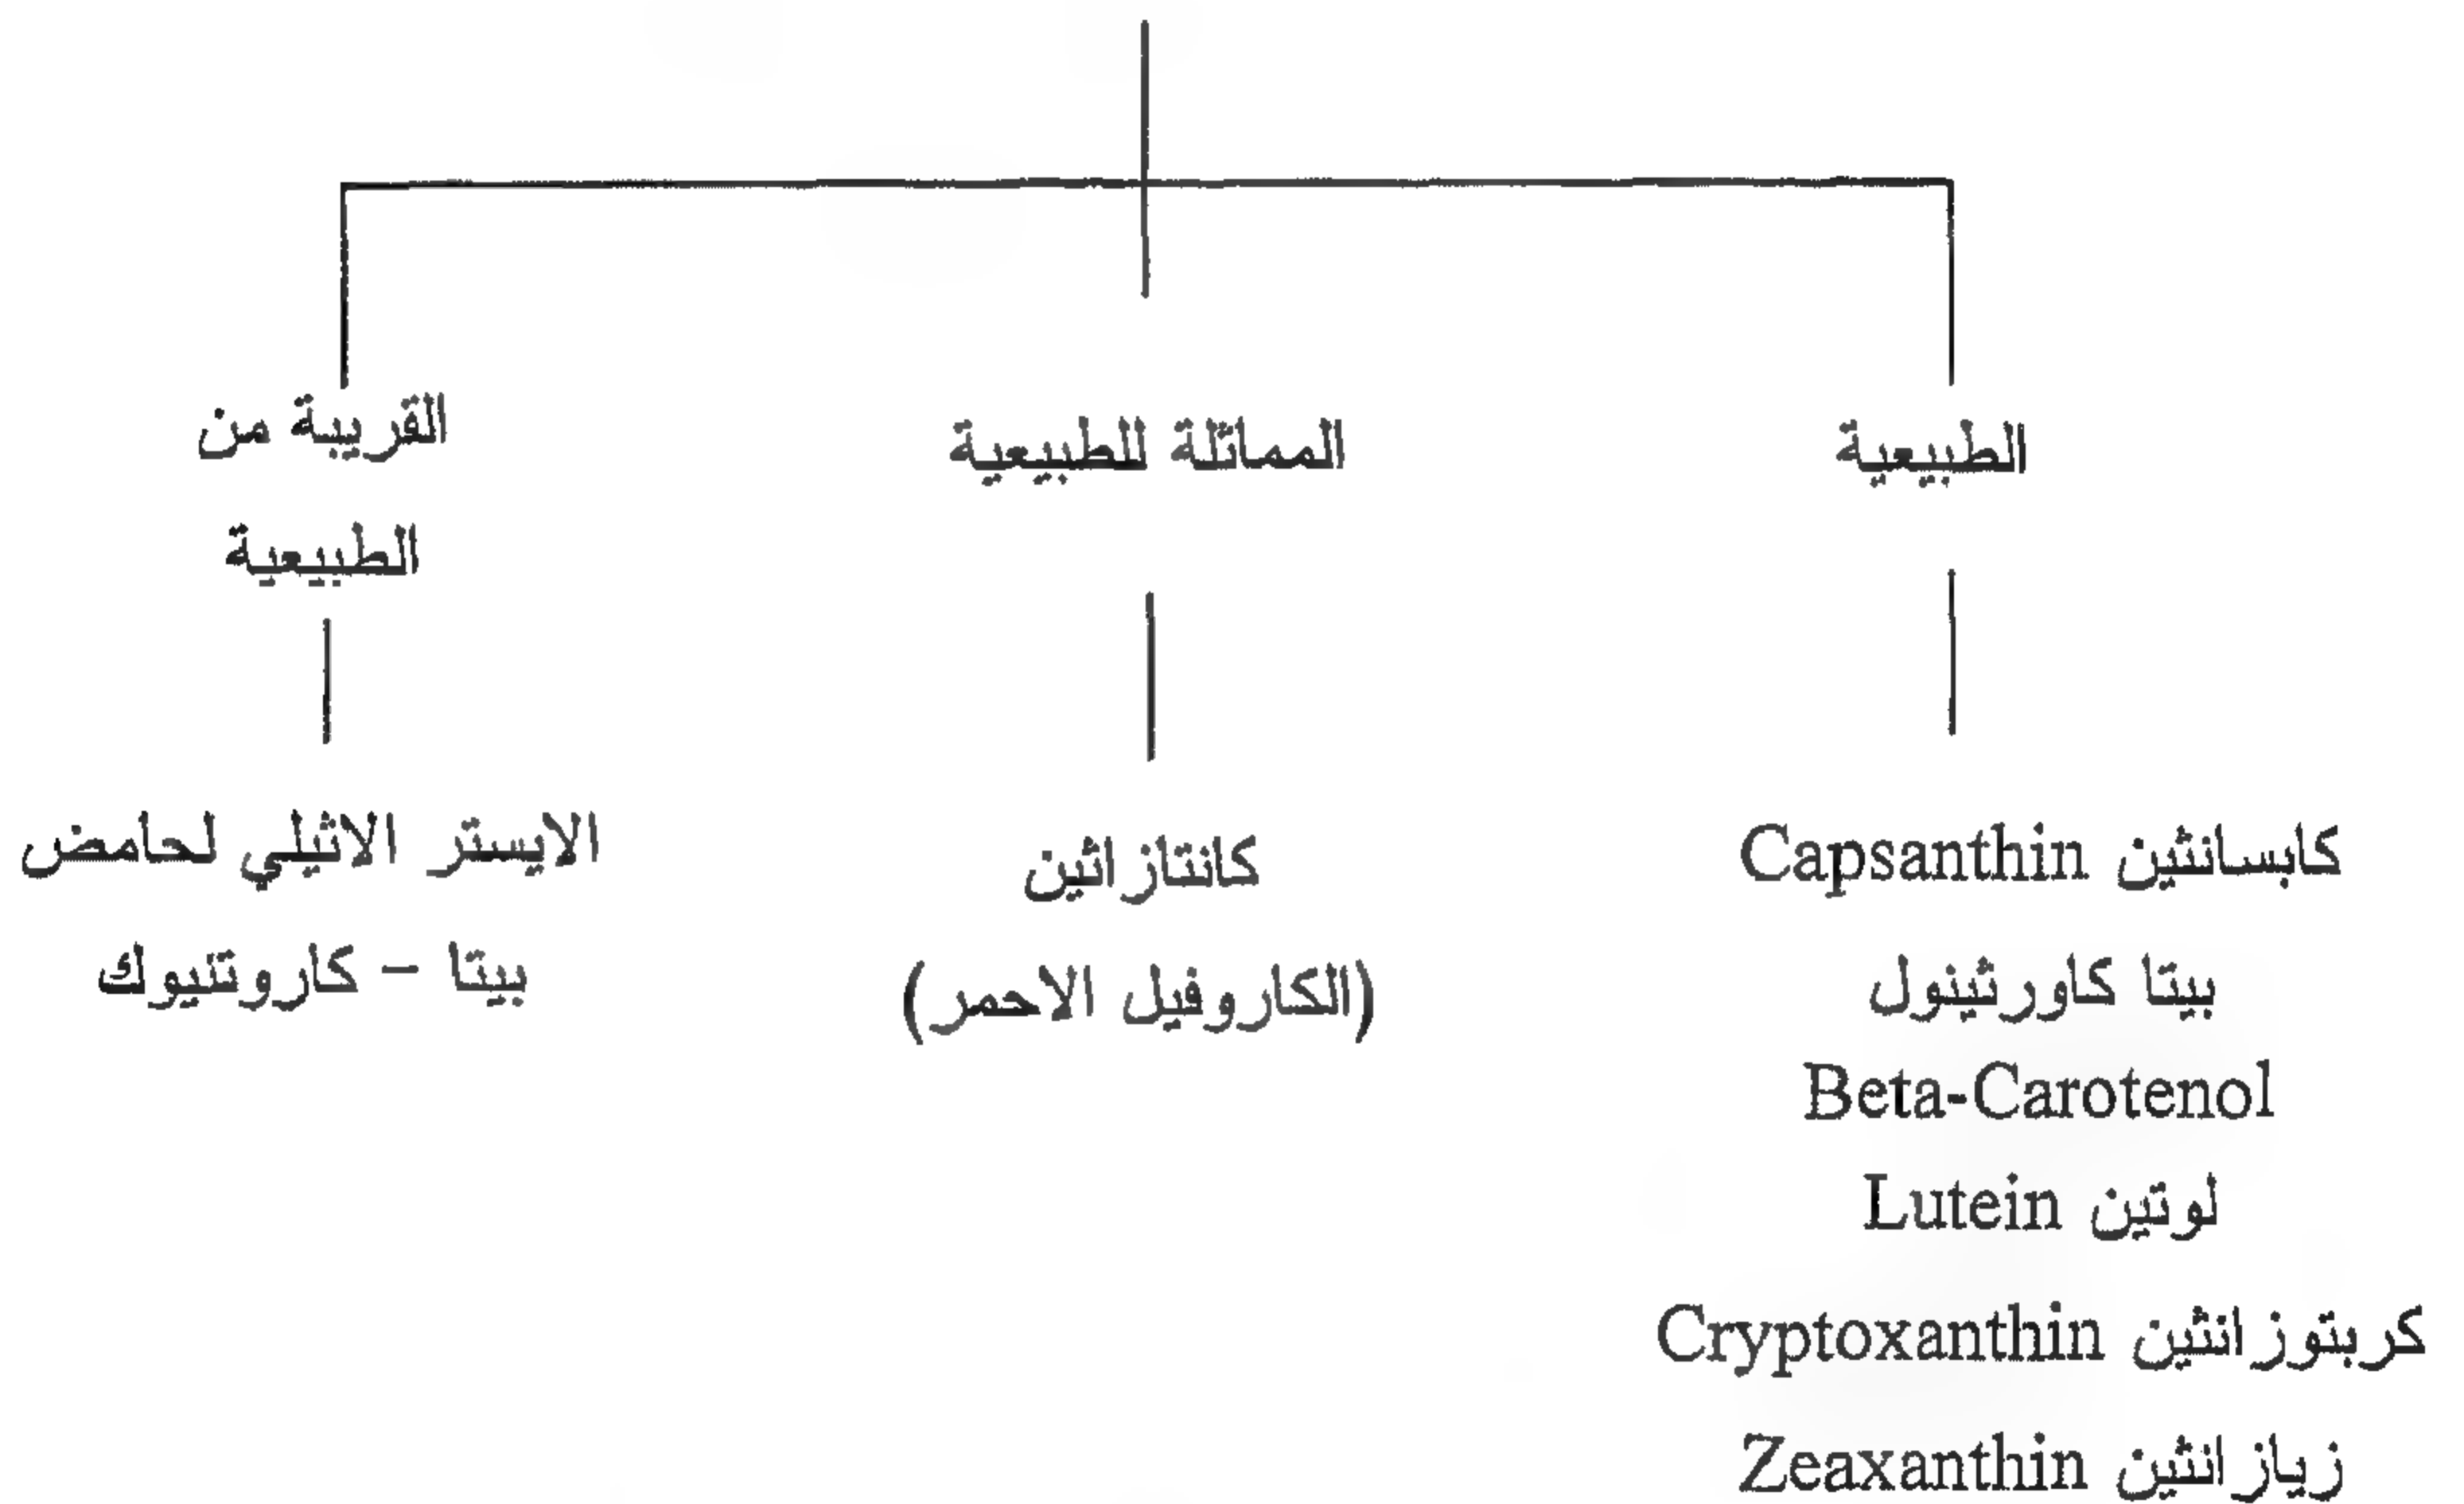 الطبيعية
كابسانثين Capsanthin
بيتا كاورثينول
Beta-Carotenol
لوتين Lutein
كربتوزانثين Cryptoxanthin
زيازانثين Zeaxanthin
المماثلة للطبيعية
كانتازاثين
(الكاروفيل الاحمر)
القريبة من
الطبيعية
الايستر الاثيلي لحامض
بيتا – كاروتنيوك